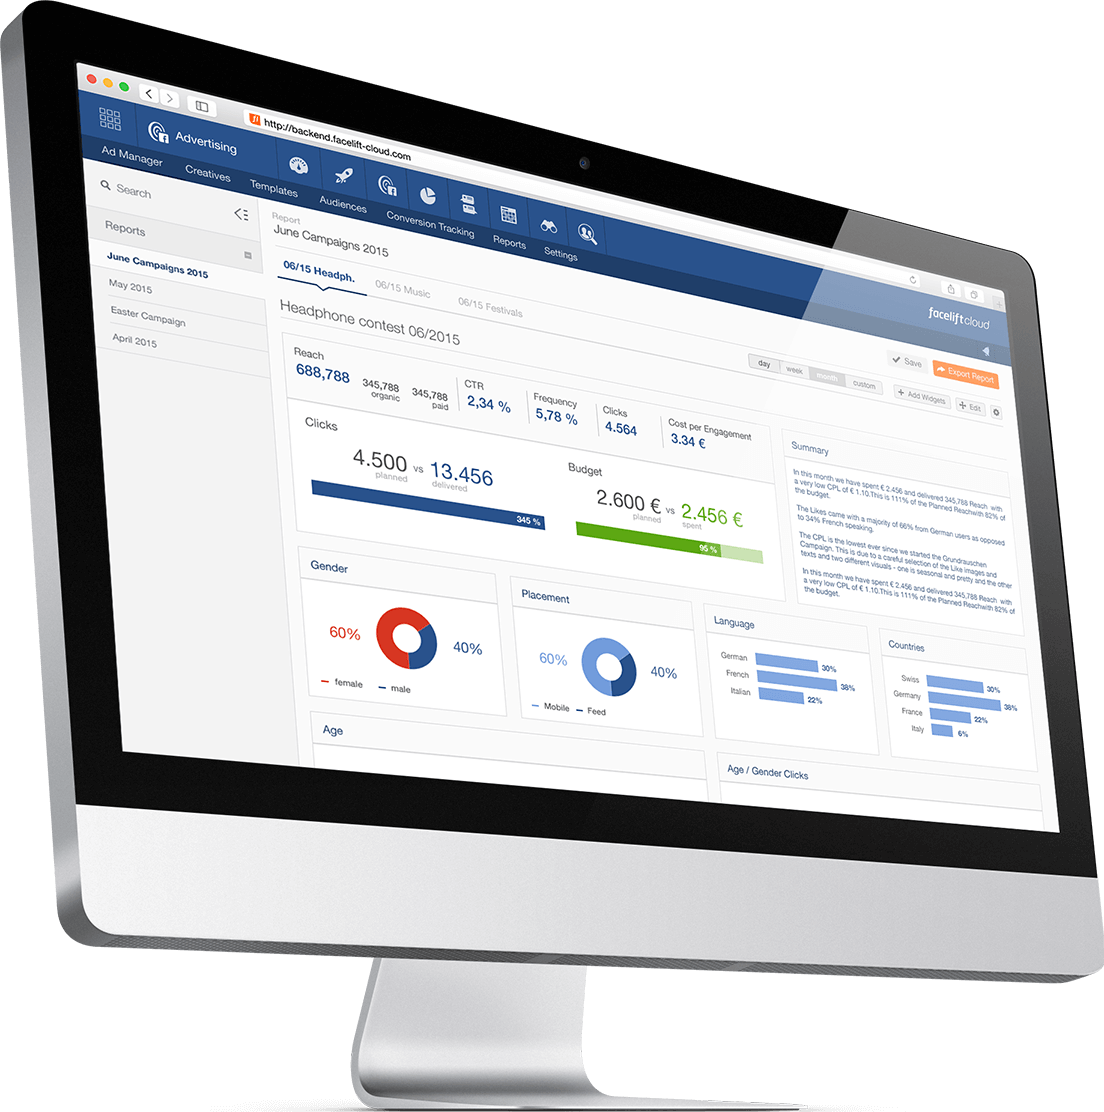 http://backend.facelift-cloud.com
Advertising
facelift cloud
Ad Manager
Creatives
Templates
Audiences
Conversion Tracking
Reports
Settings
Search
Reports
June Campaigns 2015
May 2015
Easter Campaign
April 2015
Report
June Campaigns 2015
06/15 Headph.
06/15 Music
06/15 Festivals
Headphone contest 06/2015
day
week
month
custom
Save
Export Report
Add Widgets
Edit
Reach
688,788
345,788
organic
345,788
paid
CTR
2,34 %
Frequency
5,78 %
Clicks
4.564
Cost per Engagement
3.34 €
Clicks
4.500 vs 13.456
planned
delivered
345 %
Budget
2.600 € vs 2.456 €
planned
spent
95 %
Summary
In this month we have spent € 2.456 and delivered 345,788 Reach with
a very low CPL of € 1.10.This is 111% of the Planned Reachwith 82% of
the budget.
The Likes came with a majority of 66% from German users as opposed
to 34% French speaking.
The CPL is the lowest ever since we started the Grundrauschen
Campaign. This is due to a careful selection of the Like images and
texts and two different visuals - one is seasonal and pretty and the other
In this month we have spent € 2.456 and delivered 345,788 Reach with
a very low CPL of € 1.10.This is 111% of the Planned Reachwith 82% of
the budget.
Gender
60%
40%
female
male
Placement
60%
40%
Mobile
Feed
Language
German
30%
French
38%
Italian
22%
Countries
Swiss
30%
Germany
38%
France
22%
Italy
6%
Age
Age / Gender Clicks